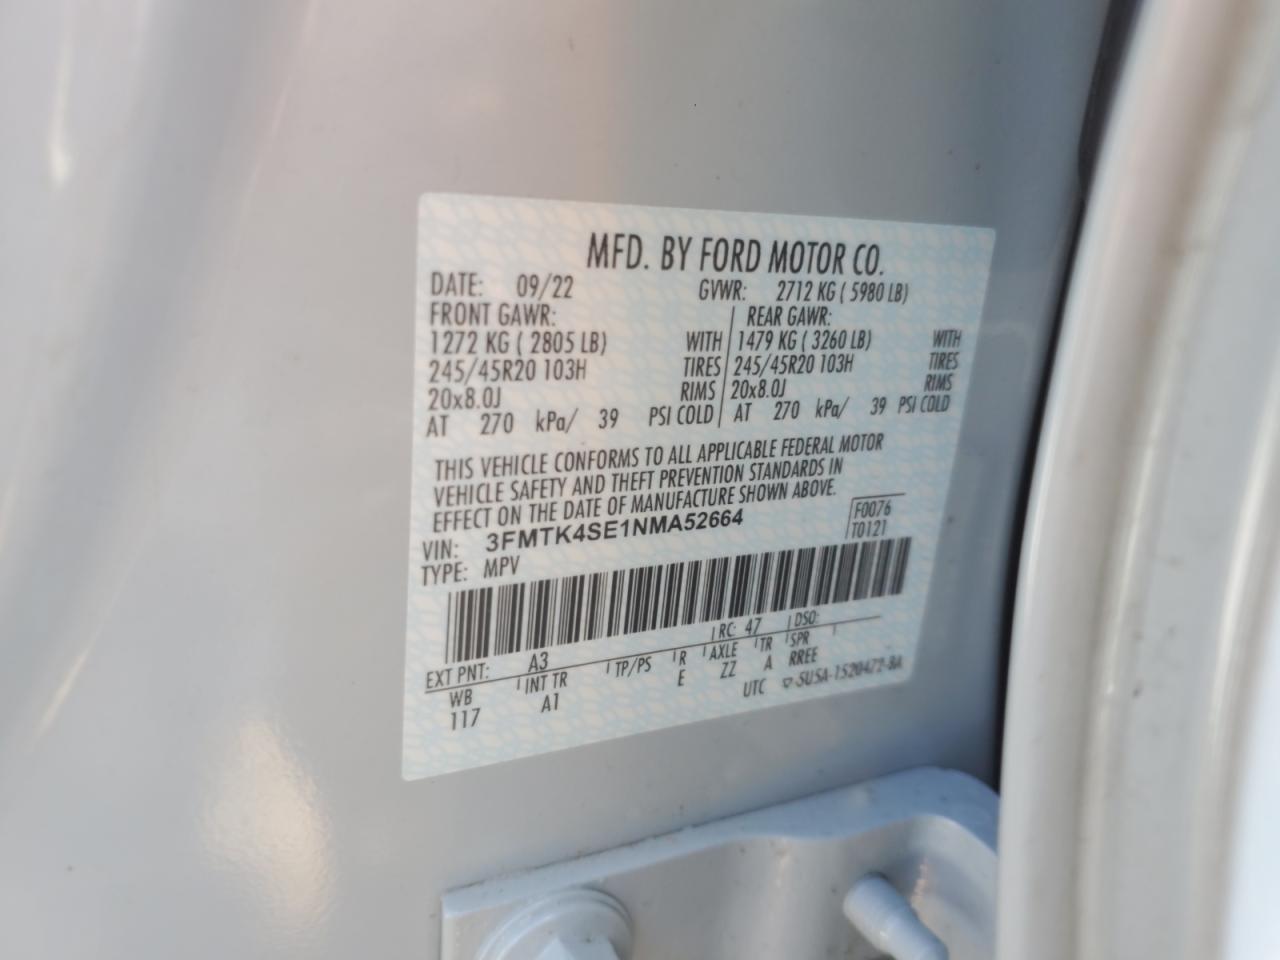 MFD. BY FORD MOTOR CO.
DATE: 09/22 GVWR: 2712 KG ( 5980 LB)
FRONT GAWR: REAR GAWR:
1272 KG ( 2805 LB) WITH 1479 KG ( 3260 LB) WITH
245/45R20 103H TIRES 245/45R20 103H TIRES
20x8.0J RIMS 20x8.0J RIMS
AT 270 kPa/ 39 PSI COLD AT 270 kPa/ 39 PSI COLD
THIS VEHICLE CONFORMS TO ALL APPLICABLE FEDERAL MOTOR
VEHICLE SAFETY AND THEFT PREVENTION STANDARDS IN
EFFECT ON THE DATE OF MANUFACTURE SHOWN ABOVE.
VIN: 3FMTK4SE1NMA52664 F0076
TYPE: MPV T0121
EXT PNT: A3 RC: 47 DSO:
WB INT TR TP/PS R AXLE TR SPR
117 A1 E ZZ A RREE
UTC 5U5A-1520472-BA